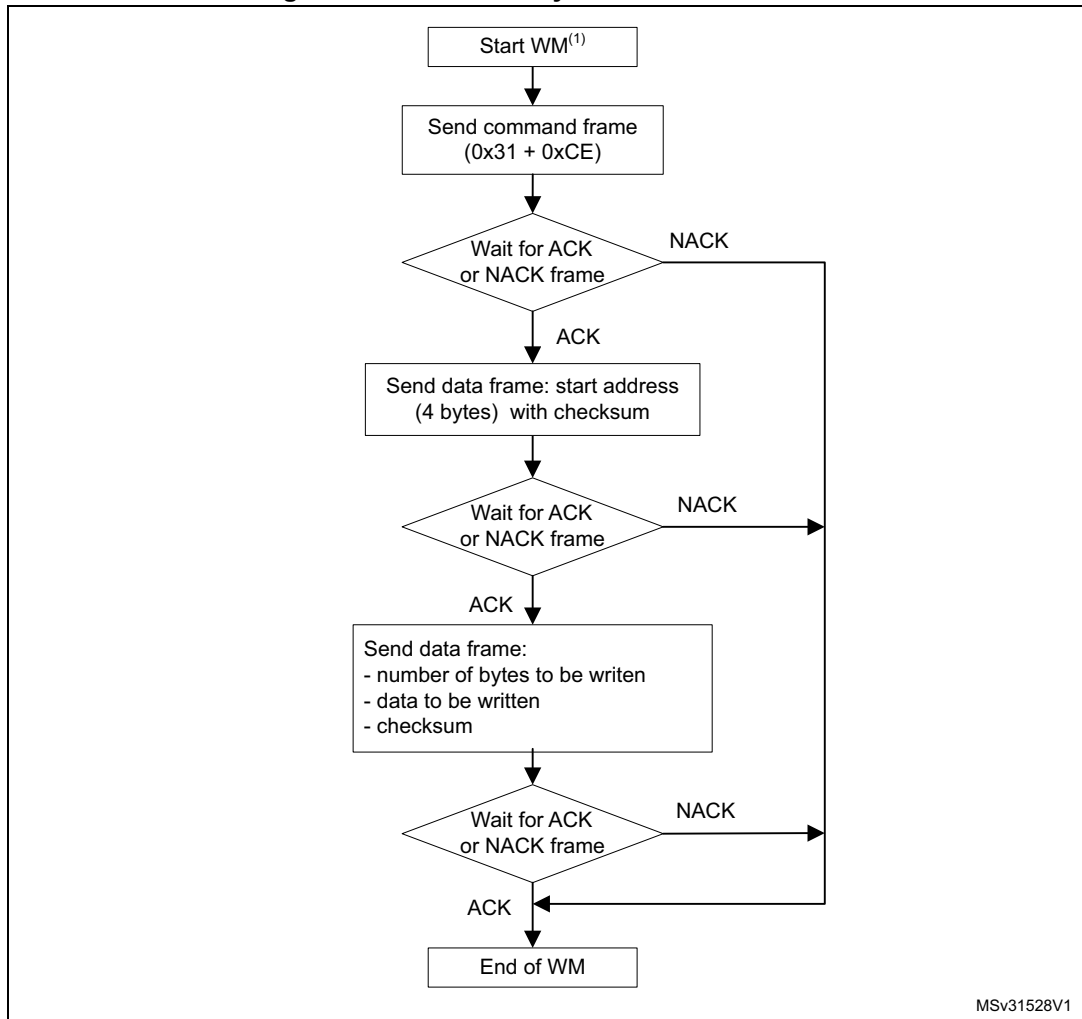 Start WM(1)
Send command frame
(0x31 + 0xCE)
Wait for ACK
or NACK frame
NACK
ACK
Send data frame: start address
(4 bytes) with checksum
Wait for ACK
or NACK frame
NACK
ACK
Send data frame:
- number of bytes to be writen
- data to be written
- checksum
Wait for ACK
or NACK frame
NACK
ACK
End of WM
MSv31528V1